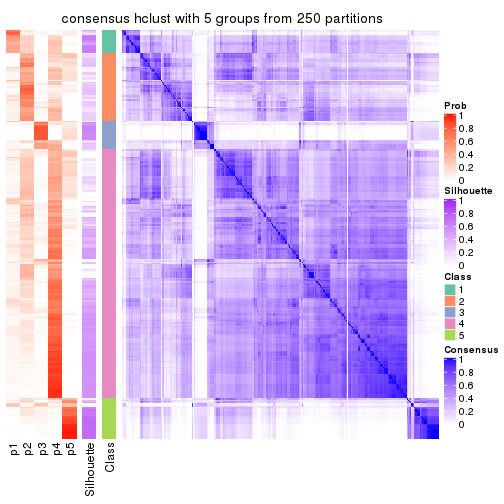 consensus hclust with 5 groups from 250 partitions
Prob
1
0.8
0.6
0.4
0.2
0
Silhouette
1
0.8
0.6
0.4
0.2
0
Class
1
2
3
4
5
Consensus
1
0.8
0.6
0.4
0.2
0
p1
p2
p3
p4
p5
Silhouette
Class